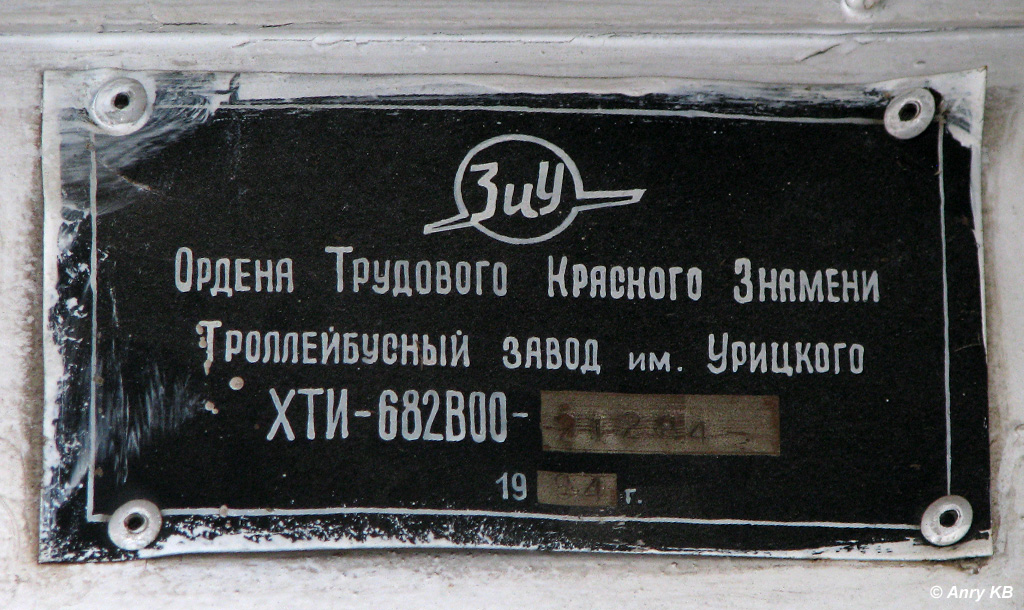 ЗиУ
Ордена Трудового Красного Знамени
Троллейбусный завод им. Урицкого
ХТИ-682В00-
19 г.
© Anry KB